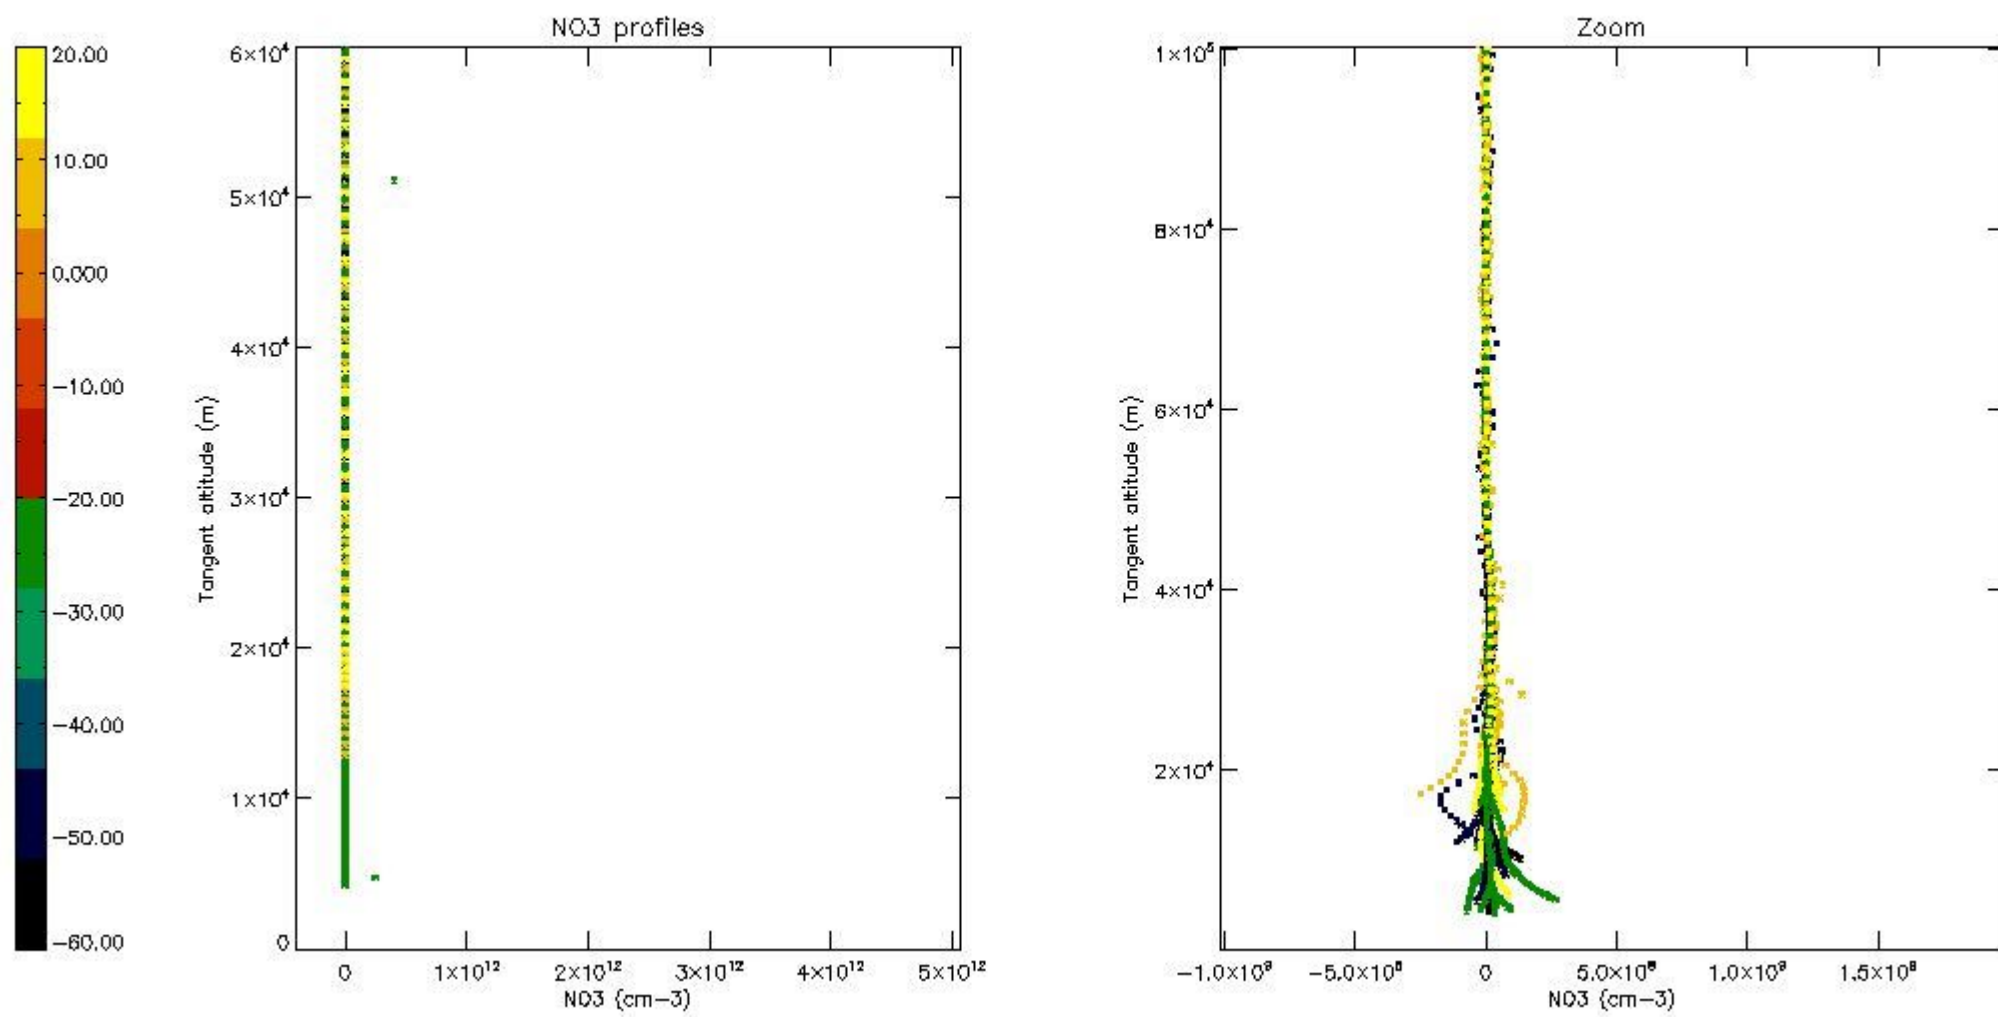 NO3 profiles
Zoom
20.00
10.00
0.000
−10.00
−20.00
−30.00
−40.00
−50.00
−60.00
Tangent altitude (m)
6×10⁴
5×10⁴
4×10⁴
3×10⁴
2×10⁴
1×10⁴
0
0 1×10¹² 2×10¹² 3×10¹² 4×10¹² 5×10¹²
NO3 (cm−3)
Tangent altitude (m)
1×10⁵
8×10⁴
6×10⁴
4×10⁴
2×10⁴
−1.0×10⁹ −5.0×10⁸ 0 5.0×10⁸ 1.0×10⁹ 1.5×10⁹
NO3 (cm−3)